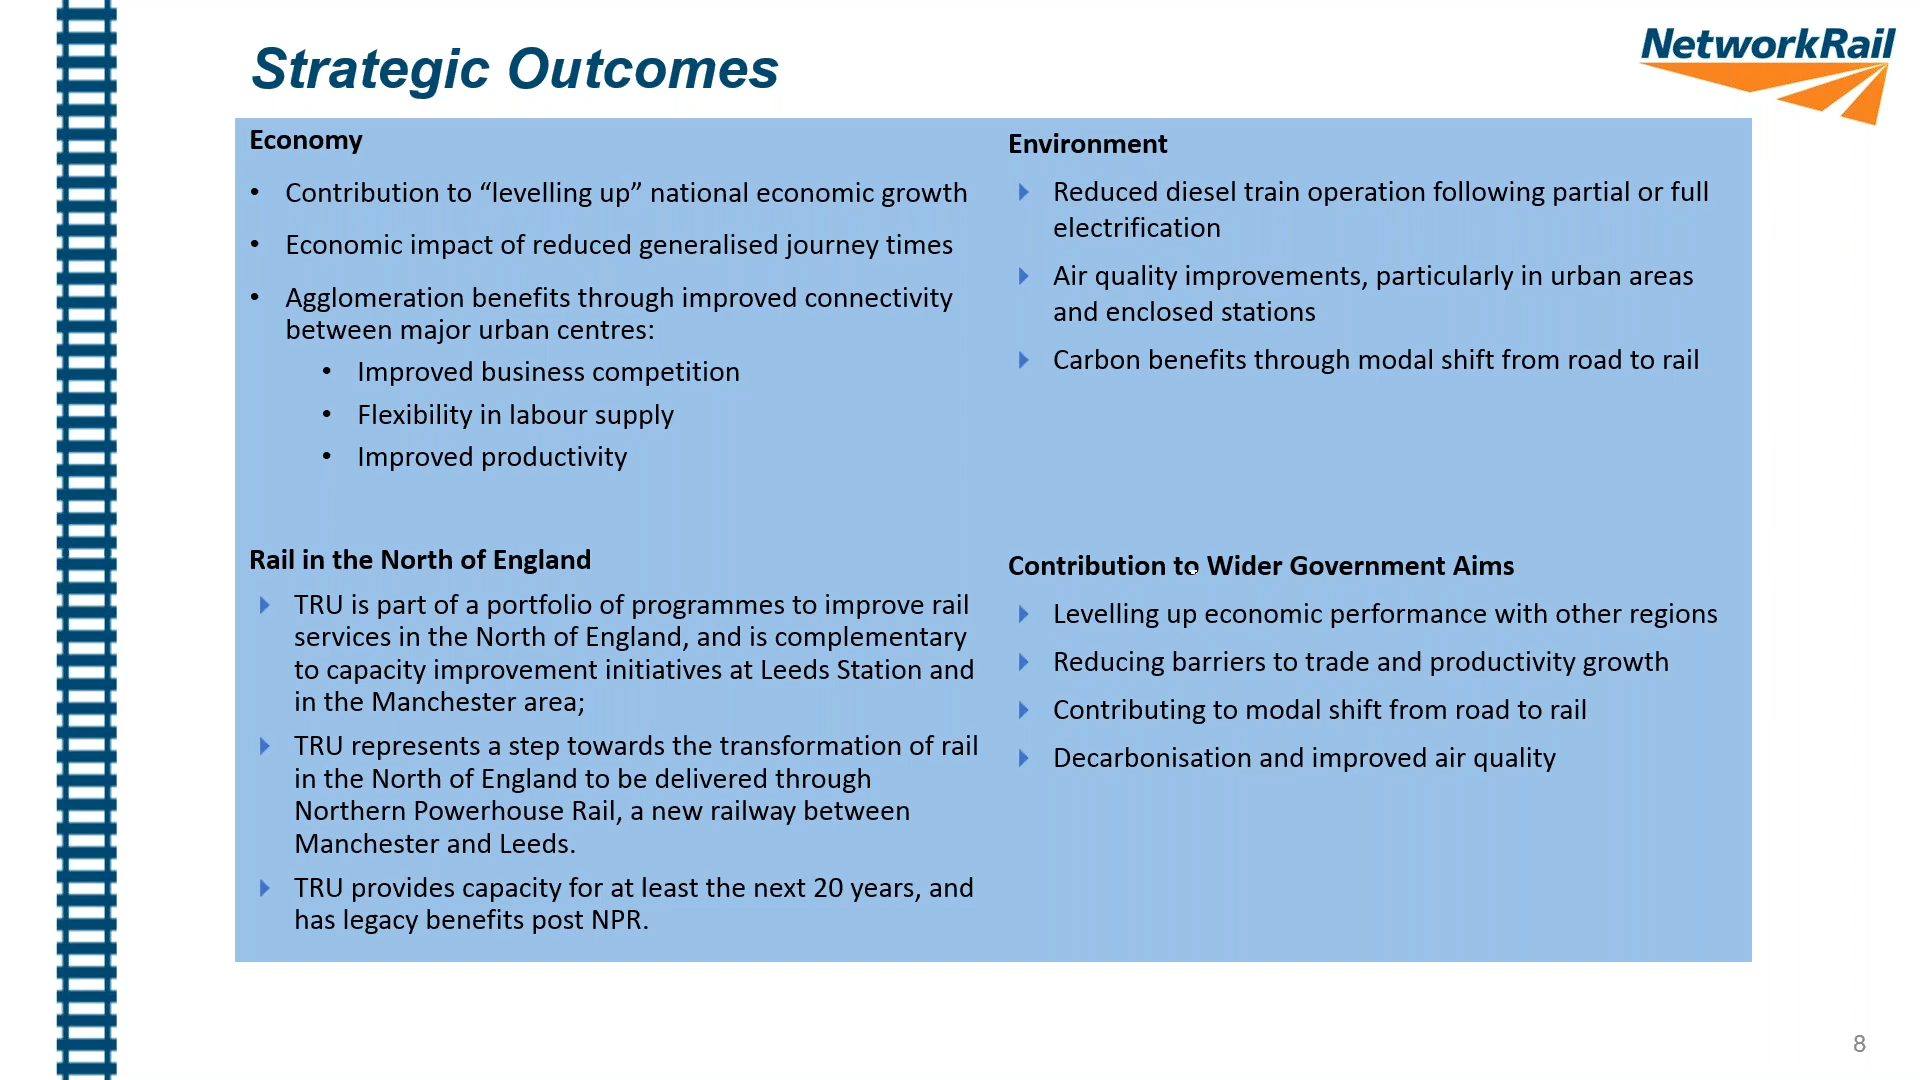 Strategic Outcomes
NetworkRail
Economy
• Contribution to “levelling up” national economic growth
• Economic impact of reduced generalised journey times
• Agglomeration benefits through improved connectivity
between major urban centres:
• Improved business competition
• Flexibility in labour supply
• Improved productivity
Environment
Reduced diesel train operation following partial or full
electrification
Air quality improvements, particularly in urban areas
and enclosed stations
Carbon benefits through modal shift from road to rail
Rail in the North of England
TRU is part of a portfolio of programmes to improve rail
services in the North of England, and is complementary
to capacity improvement initiatives at Leeds Station and
in the Manchester area;
TRU represents a step towards the transformation of rail
in the North of England to be delivered through
Northern Powerhouse Rail, a new railway between
Manchester and Leeds.
TRU provides capacity for at least the next 20 years, and
has legacy benefits post NPR.
Contribution to Wider Government Aims
Levelling up economic performance with other regions
Reducing barriers to trade and productivity growth
Contributing to modal shift from road to rail
Decarbonisation and improved air quality
8